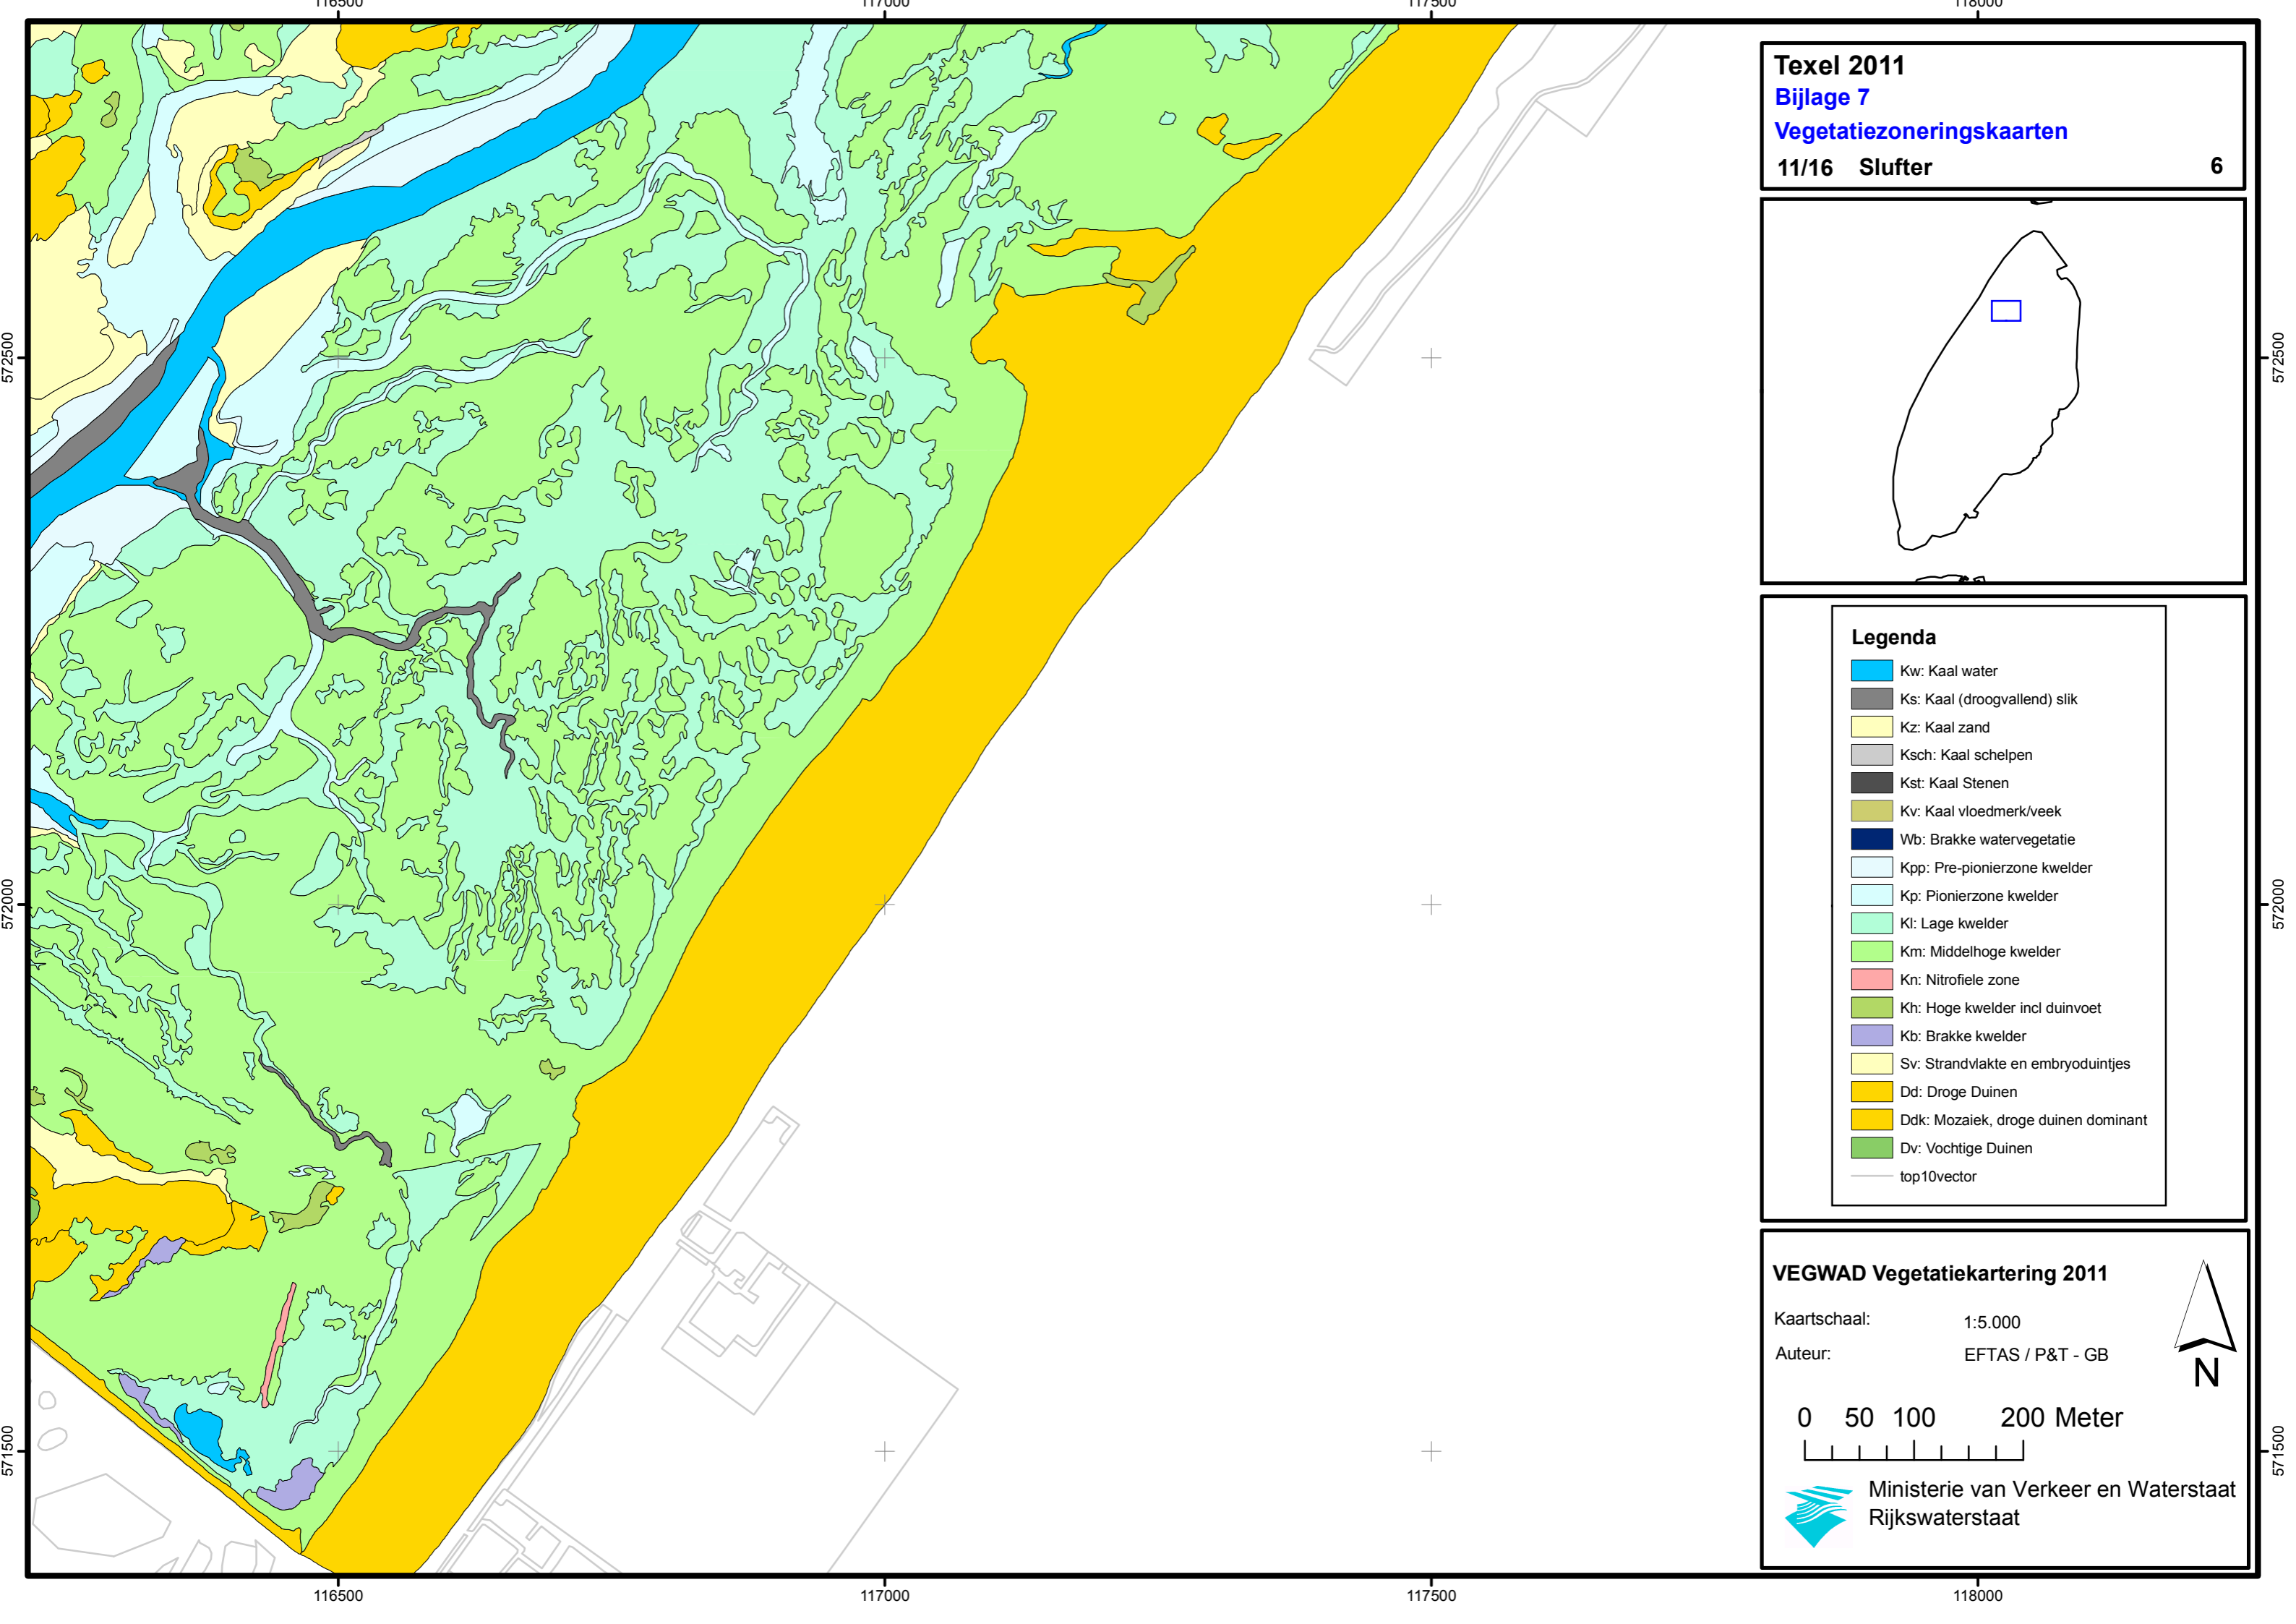 116500 117000 117500 118000
Texel 2011
Bijlage 7
Vegetatiezoneringskaarten
11/16 Slufter 6
572500 572500
Legenda
Kw: Kaal water
Ks: Kaal (droogvallend) slik
Kz: Kaal zand
Ksch: Kaal schelpen
Kst: Kaal Stenen
Kv: Kaal vloedmerk/veek
Wb: Brakke watervegetatie
Kpp: Pre-pionierzone kwelder
Kp: Pionierzone kwelder
Kl: Lage kwelder
Km: Middelhoge kwelder
Kn: Nitrofiele zone
Kh: Hoge kwelder incl duinvoet
Kb: Brakke kwelder
Sv: Strandvlakte en embryoduintjes
Dd: Droge Duinen
Ddk: Mozaiek, droge duinen dominant
Dv: Vochtige Duinen
top10vector
572000 572000
VEGWAD Vegetatiekartering 2011
Kaartschaal: 1:5.000
Auteur: EFTAS / P&T - GB
N
0 50 100 200 Meter
Ministerie van Verkeer en Waterstaat
Rijkswaterstaat
571500 571500
116500 117000 117500 118000